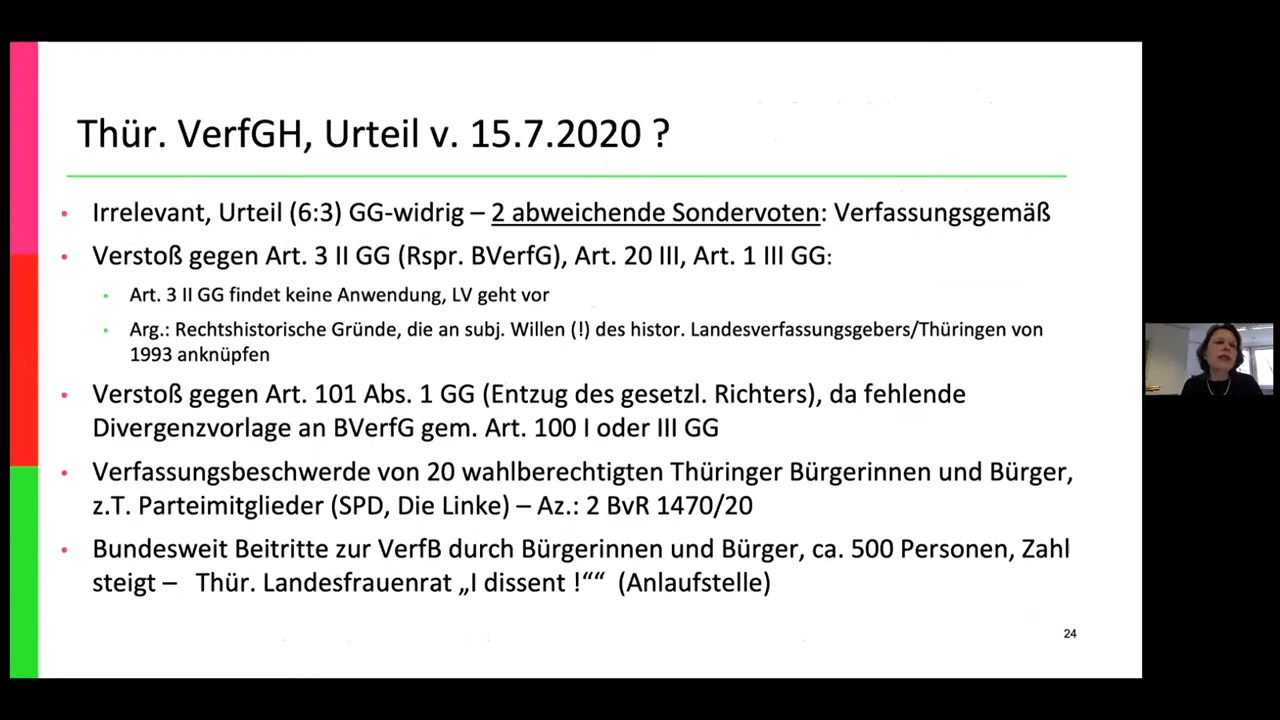 Thür. VerfGH, Urteil v. 15.7.2020 ?
• Irrelevant, Urteil (6:3) GG-widrig – 2 abweichende Sondervoten: Verfassungsgemäß
• Verstoß gegen Art. 3 II GG (Rspr. BVerfG), Art. 20 III, Art. 1 III GG:
• Art. 3 II GG findet keine Anwendung, LV geht vor
• Arg.: Rechtshistorische Gründe, die an subj. Willen (!) des histor. Landesverfassungsgebers/Thüringen von
1993 anknüpfen
• Verstoß gegen Art. 101 Abs. 1 GG (Entzug des gesetzl. Richters), da fehlende
Divergenzvorlage an BVerfG gem. Art. 100 I oder III GG
• Verfassungsbeschwerde von 20 wahlberechtigten Thüringer Bürgerinnen und Bürger,
z.T. Parteimitglieder (SPD, Die Linke) – Az.: 2 BvR 1470/20
• Bundesweit Beitritte zur VerfB durch Bürgerinnen und Bürger, ca. 500 Personen, Zahl
steigt – Thür. Landesfrauenrat „I dissent !““ (Anlaufstelle)
24